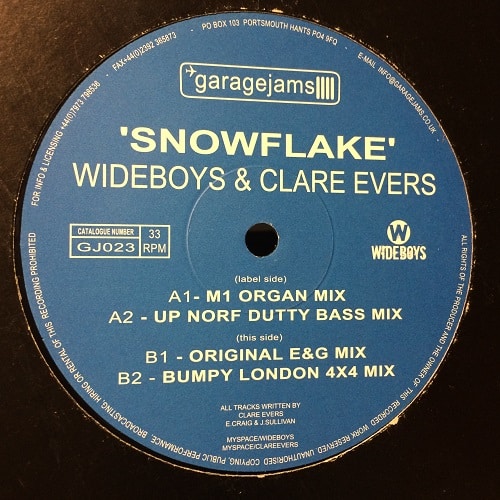 PO BOX 103 PORTSMOUTH HANTS PO4 9FQ
FAX+44(0)2392 365873
FOR INFO & LICENSING +44(0)7973 798536
E-MAIL INFO@GARAGEJAMS.CO.UK
garagejams
'SNOWFLAKE'
WIDEBOYS & CLARE EVERS
CATALOGUE NUMBER
GJ023
33
RPM
W
WIDEBOYS
(label side)
A1- M1 ORGAN MIX
A2 - UP NORF DUTTY BASS MIX
(this side)
B1 - ORIGINAL E&G MIX
B2 - BUMPY LONDON 4X4 MIX
ALL TRACKS WRITTEN BY
CLARE EVERS
E.CRAIG & J.SULLIVAN
MYSPACE/WIDEBOYS
MYSPACE/CLAREEVERS
ALL RIGHTS OF THE PRODUCER AND THE OWNER OF THIS RECORDED WORK RESERVED. UNAUTHORISED COPYING, PUBLIC PERFORMANCE, BROADCASTING, HIRING OR RENTAL OF THIS RECORDING PROHIBITED